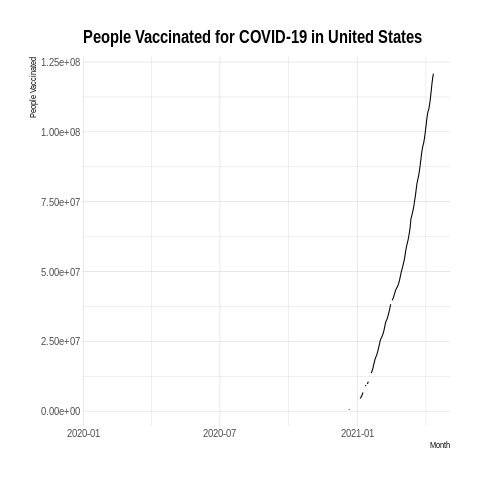 People Vaccinated for COVID-19 in United States
People Vaccinated
1.25e+08
1.00e+08
7.50e+07
5.00e+07
2.50e+07
0.00e+00
2020-01 2020-07 2021-01
Month